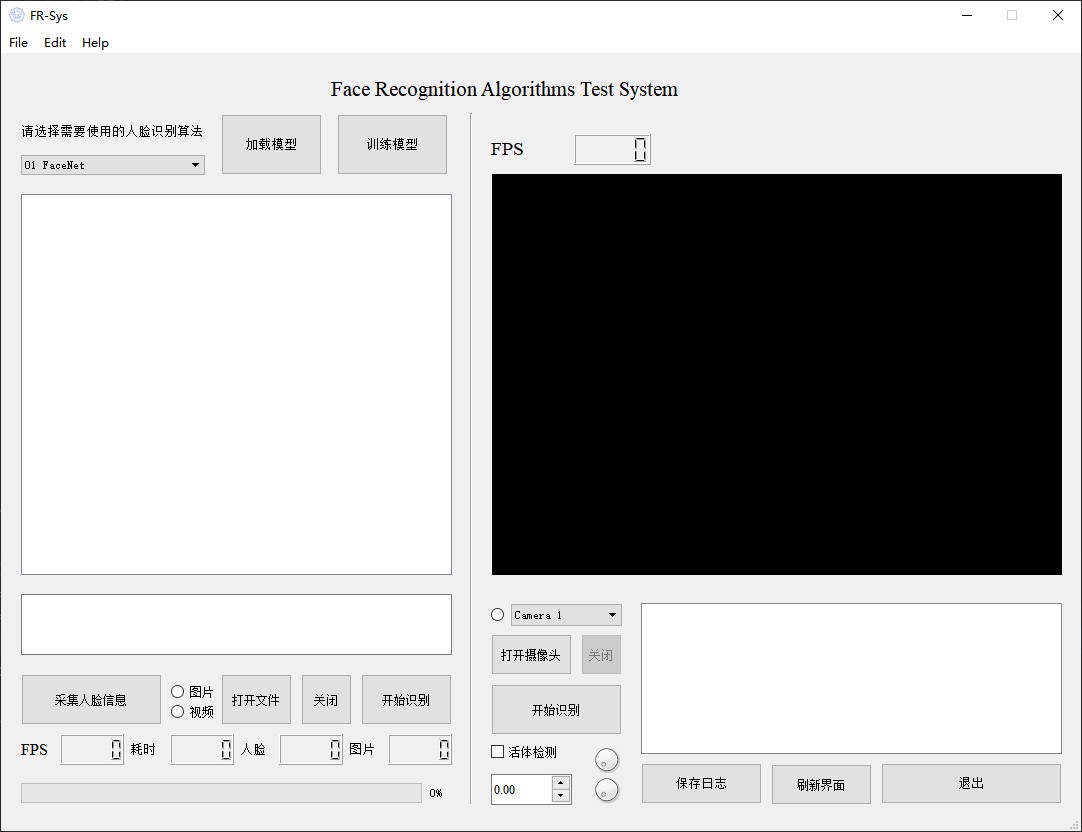 FR-Sys
File Edit Help
Face Recognition Algorithms Test System
请选择需要使用的人脸识别算法
01 FaceNet
加载模型
训练模型
采集人脸信息
图片
视频
打开文件
关闭
开始识别
FPS 0 耗时 0 人脸 0 图片 0
0%
FPS 0
Camera 1
打开摄像头
关闭
开始识别
活体检测
0.00
保存日志
刷新界面
退出